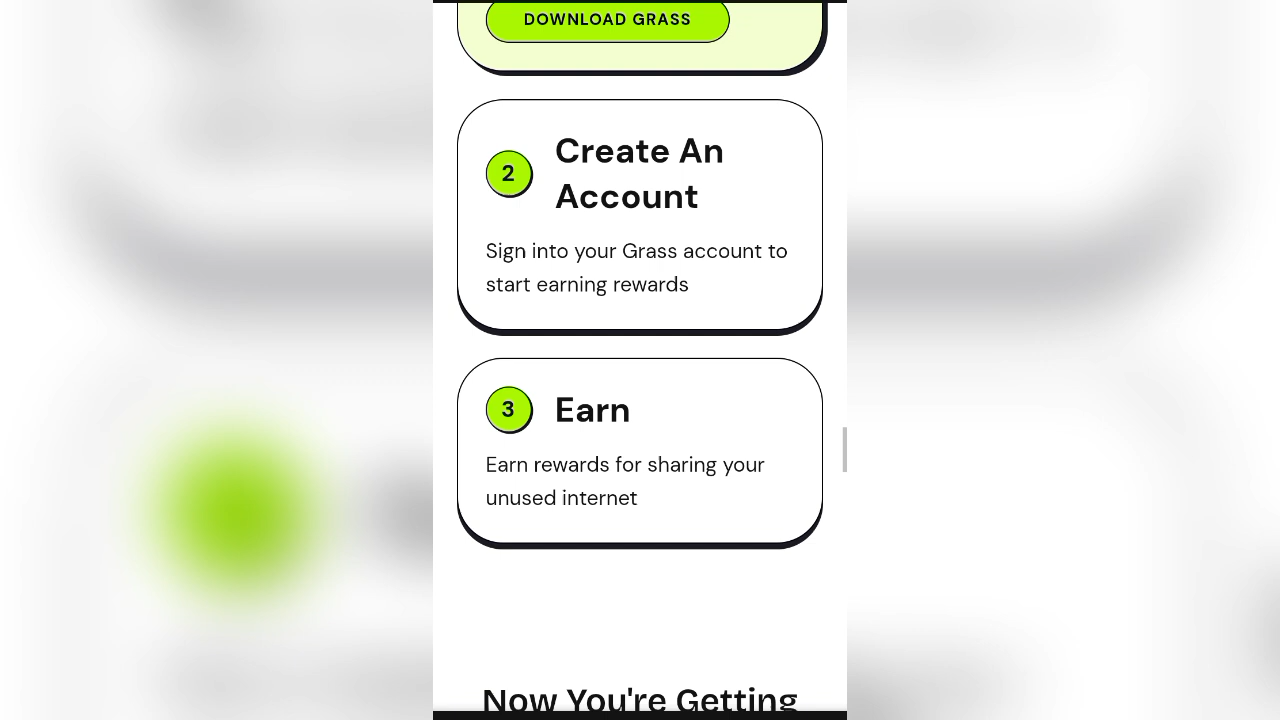 DOWNLOAD GRASS
2
Create An
Account
Sign into your Grass account to
start earning rewards
3
Earn
Earn rewards for sharing your
unused internet
Now You're Getting